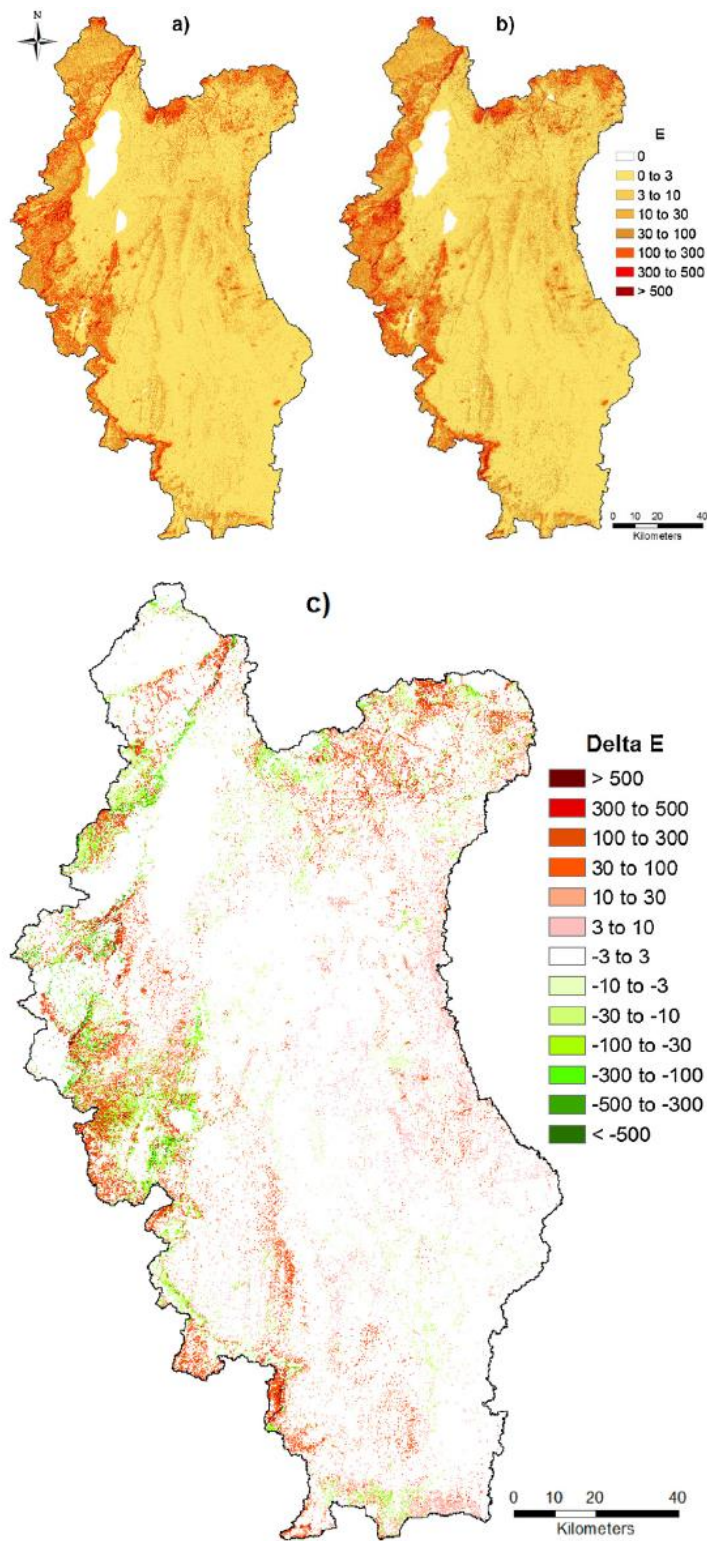 N
a)
b)
E
0
0 to 3
3 to 10
10 to 30
30 to 100
100 to 300
300 to 500
> 500
0 10 20 40
Kilometers
c)
Delta E
> 500
300 to 500
100 to 300
30 to 100
10 to 30
3 to 10
-3 to 3
-10 to -3
-30 to -10
-100 to -30
-300 to -100
-500 to -300
< -500
0 10 20 40
Kilometers